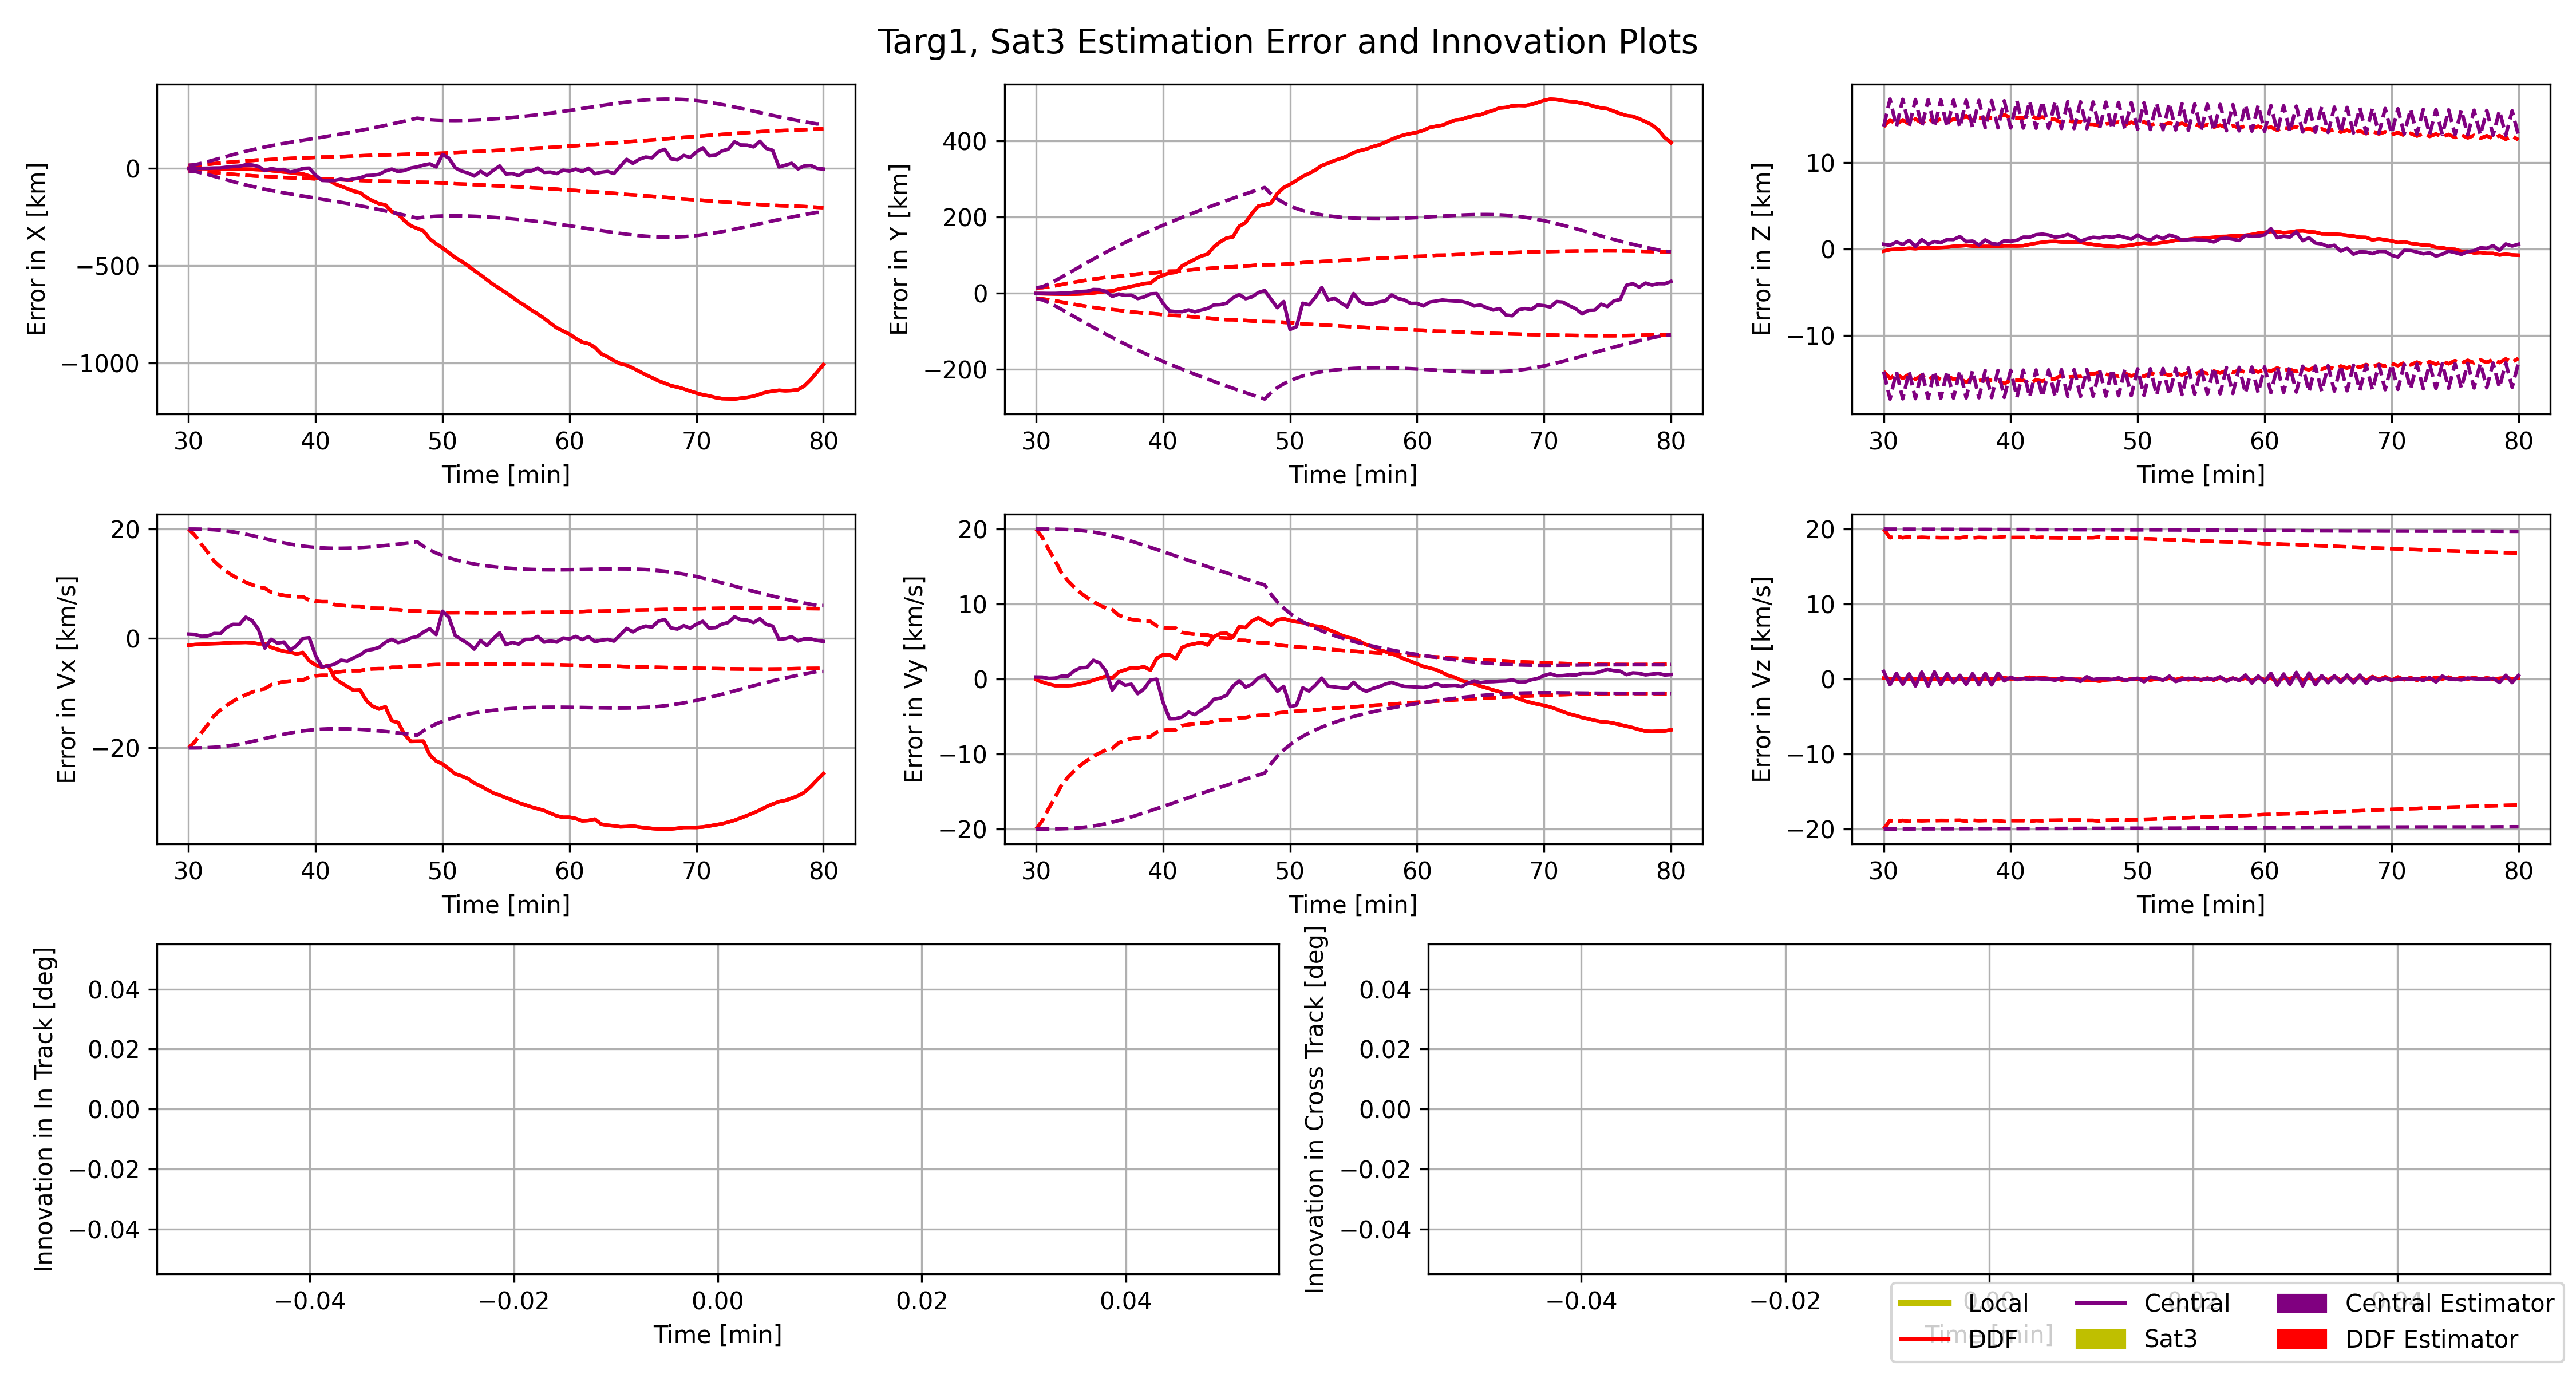 Targ1, Sat3 Estimation Error and Innovation Plots
Error in X [km]
0
−500
−1000
30 40 50 60 70 80
Time [min]
Error in Y [km]
400
200
0
−200
30 40 50 60 70 80
Time [min]
Error in Z [km]
10
0
−10
30 40 50 60 70 80
Time [min]
Error in Vx [km/s]
20
0
−20
30 40 50 60 70 80
Time [min]
Error in Vy [km/s]
20
10
0
−10
−20
30 40 50 60 70 80
Time [min]
Error in Vz [km/s]
20
10
0
−10
−20
30 40 50 60 70 80
Time [min]
Innovation in In Track [deg]
0.04
0.02
0.00
−0.02
−0.04
−0.04 −0.02 0.00 0.02 0.04
Time [min]
Innovation in Cross Track [deg]
0.04
0.02
0.00
−0.02
−0.04
−0.04 −0.02 0.00 0.02 0.04
Time [min]
Local Central Central Estimator
DDF Sat3 DDF Estimator